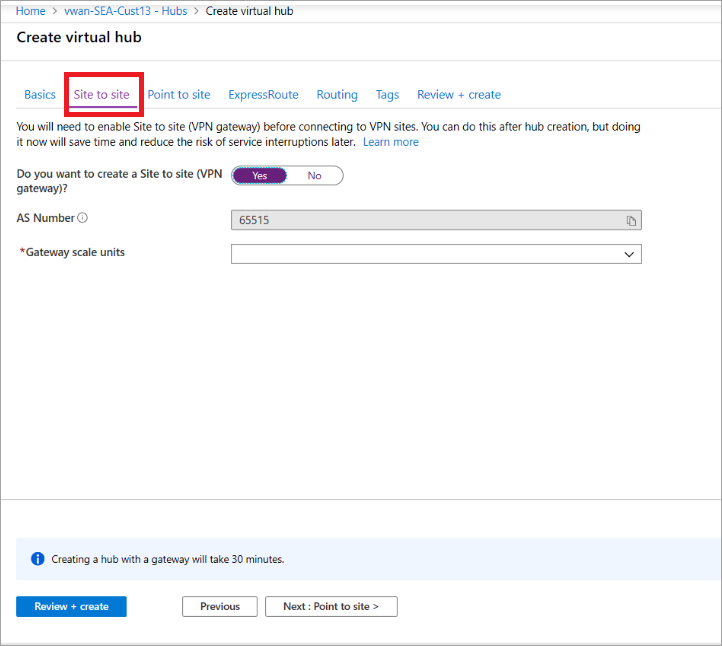 Home > vwan-SEA-Cust13 - Hubs > Create virtual hub
Create virtual hub
Basics Site to site Point to site ExpressRoute Routing Tags Review + create
You will need to enable Site to site (VPN gateway) before connecting to VPN sites. You can do this after hub creation, but doing
it now will save time and reduce the risk of service interruptions later. Learn more
Do you want to create a Site to site (VPN
gateway)?
Yes No
AS Number
65515
*Gateway scale units
Creating a hub with a gateway will take 30 minutes.
Review + create Previous Next : Point to site >